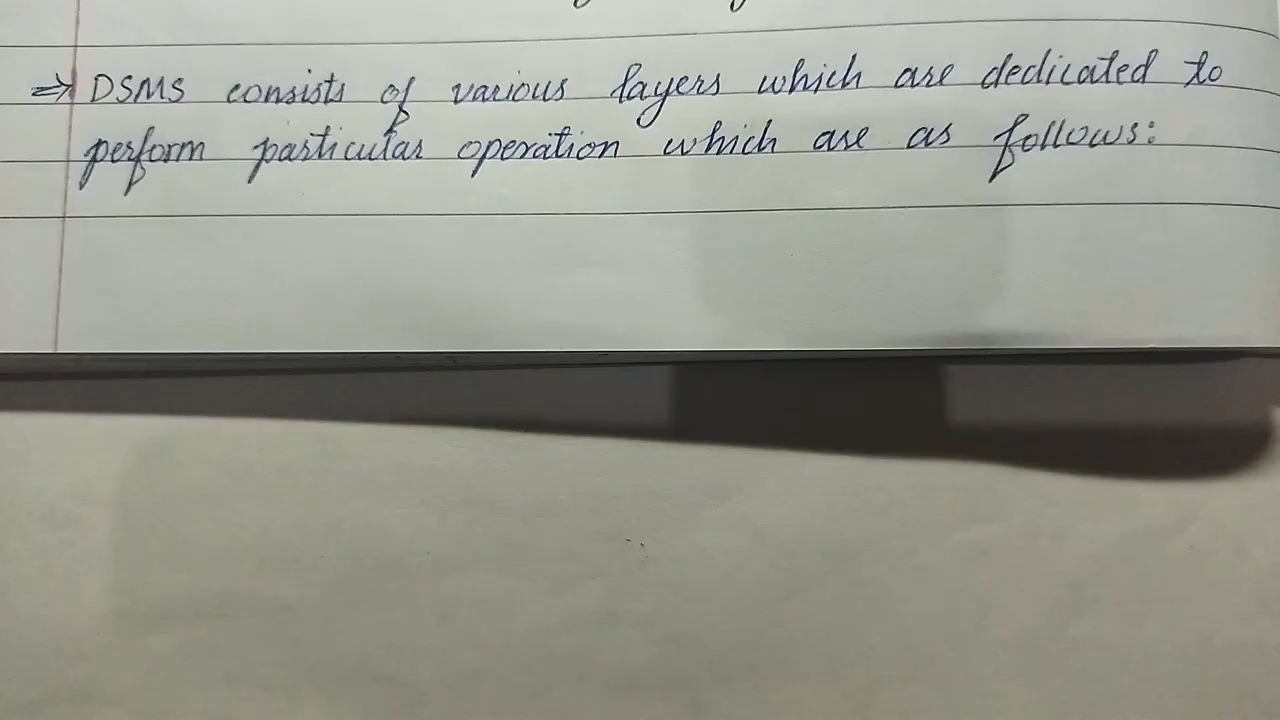 ⇒ DSMS consists of various layers which are dedicated to
perform particular operation which are as follows: